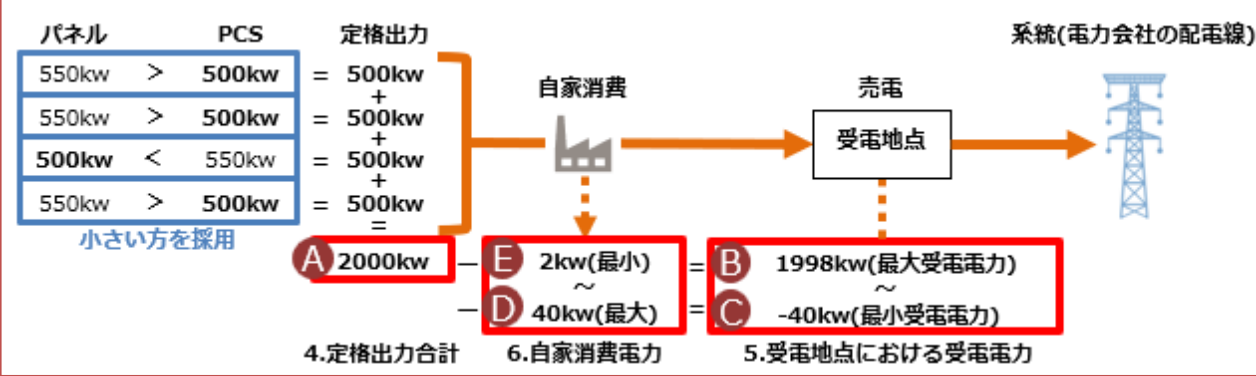 パネル PCS 定格出力 系統(電力会社の配電線)
550kw > 500kw = 500kw
+
自家消費 売電
550kw > 500kw = 500kw
+
受電地点
500kw < 550kw = 500kw
+
550kw > 500kw = 500kw
=
小さい方を採用
A 2000kw － E 2kw(最小) = B 1998kw(最大受電電力)
～ ～
－ D 40kw(最大) = C -40kw(最小受電電力)
4.定格出力合計 6.自家消費電力 5.受電地点における受電電力